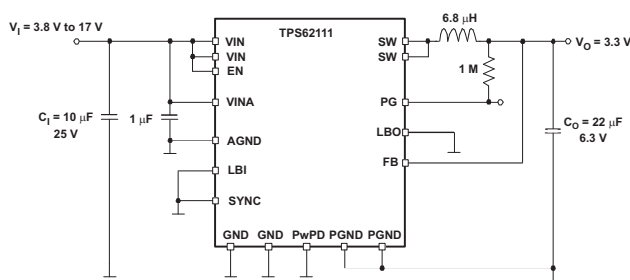 TPS62111
6.8 µH
V_I = 3.8 V to 17 V
VIN
VIN
EN
VINA
AGND
LBI
SYNC
SW
SW
PG
LBO
FB
V_O = 3.3 V
1 M
C_I = 10 µF
25 V
1 µF
C_O = 22 µF
6.3 V
GND
GND
PwPD
PGND
PGND